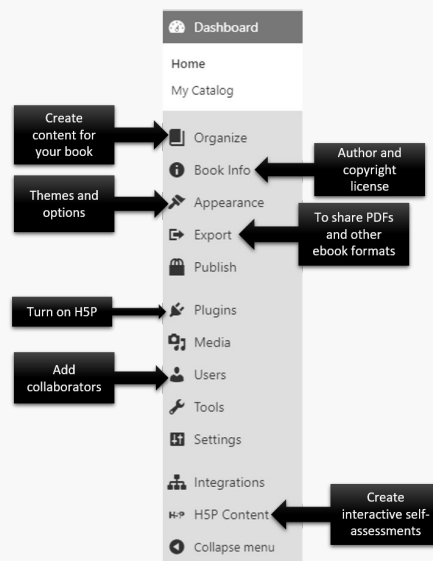 Dashboard
Home
My Catalog
Create
content for
your book
Organize
Book Info
Author and
copyright
license
Themes and
options
Appearance
Export
To share PDFs
and other
ebook formats
Publish
Turn on H5P
Plugins
Media
Add
collaborators
Users
Tools
Settings
Integrations
H5P
H5P Content
Create
interactive self-
assessments
Collapse menu